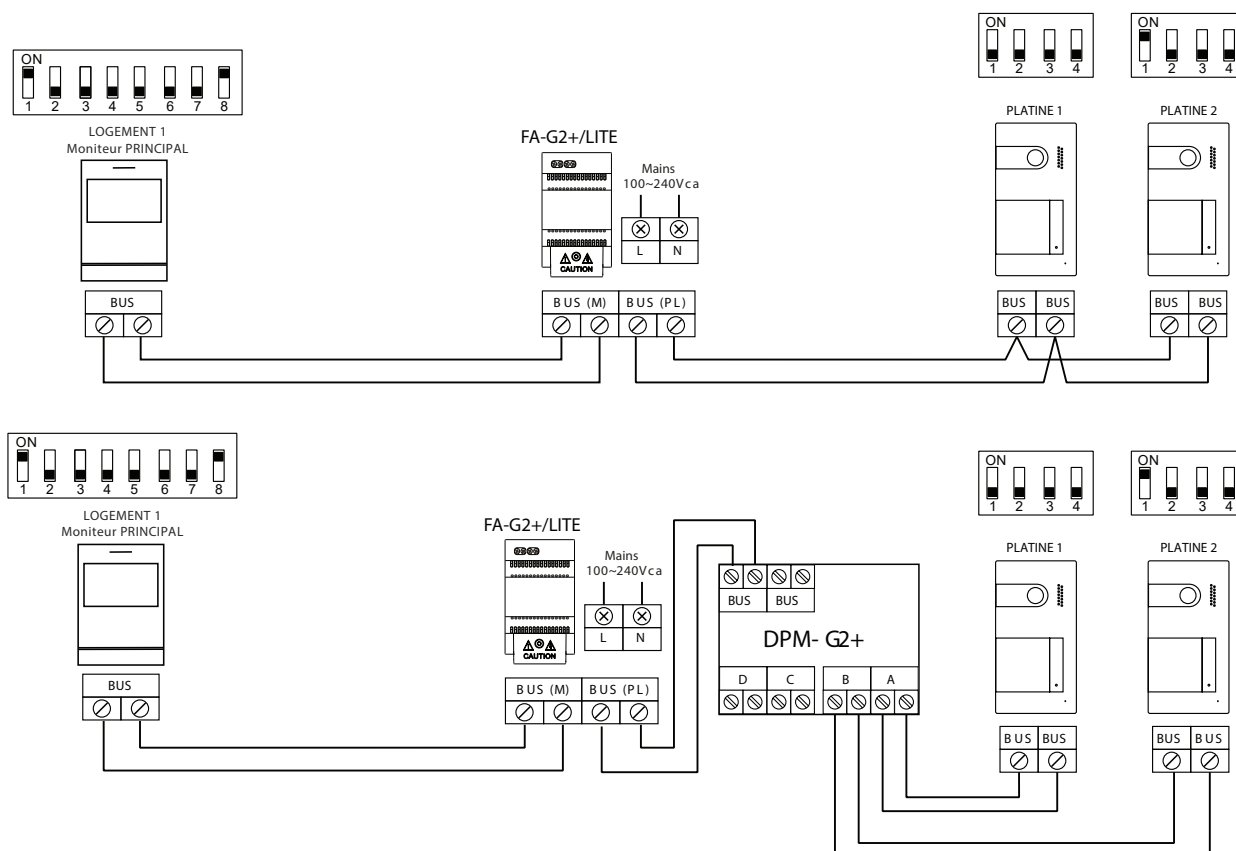 ON
1 2 3 4 5 6 7 8
LOGEMENT 1
Moniteur PRINCIPAL
BUS
FA-G2+/LITE
CAUTION
Mains
100~240Vca
L N
BUS (M) BUS (PL)
ON
1 2 3 4
PLATINE 1
BUS BUS
ON
1 2 3 4
PLATINE 2
BUS BUS
ON
1 2 3 4 5 6 7 8
LOGEMENT 1
Moniteur PRINCIPAL
BUS
FA-G2+/LITE
CAUTION
Mains
100~240Vca
L N
BUS (M) BUS (PL)
BUS BUS
DPM- G2+
D C B A
ON
1 2 3 4
PLATINE 1
BUS BUS
ON
1 2 3 4
PLATINE 2
BUS BUS